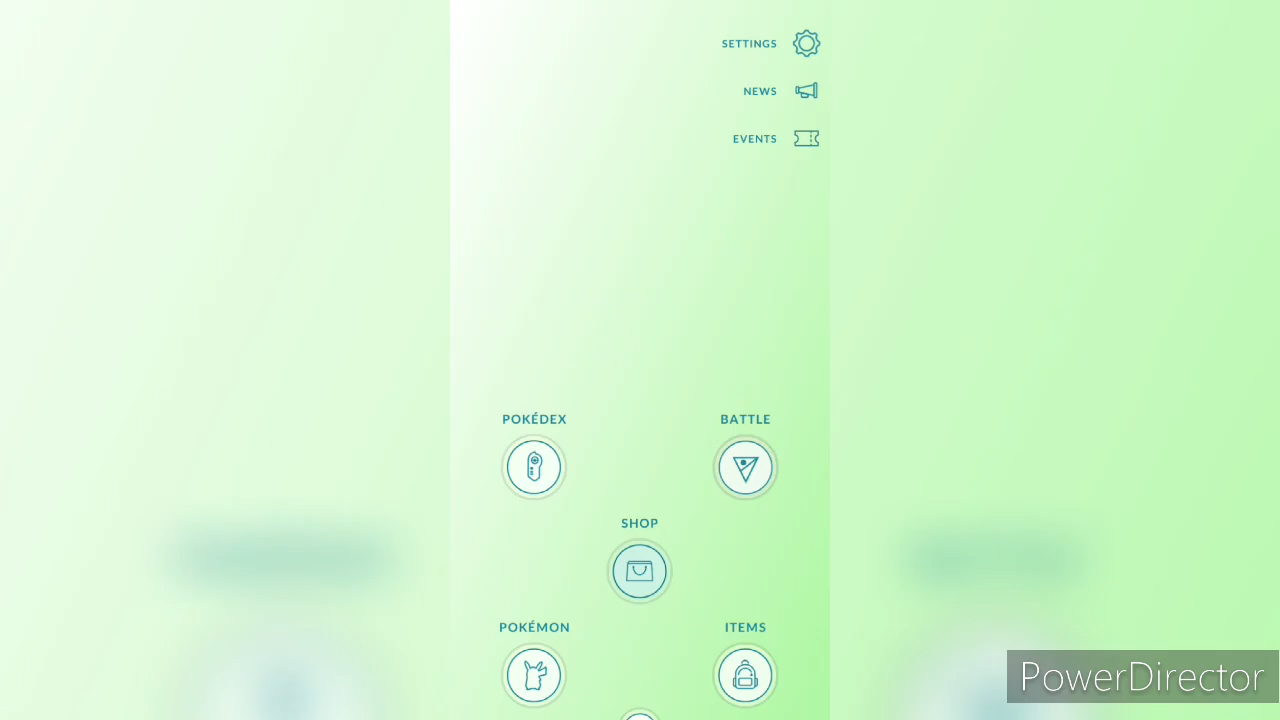 SETTINGS
NEWS
EVENTS
POKÉDEX
BATTLE
SHOP
POKÉMON
ITEMS
PowerDirector